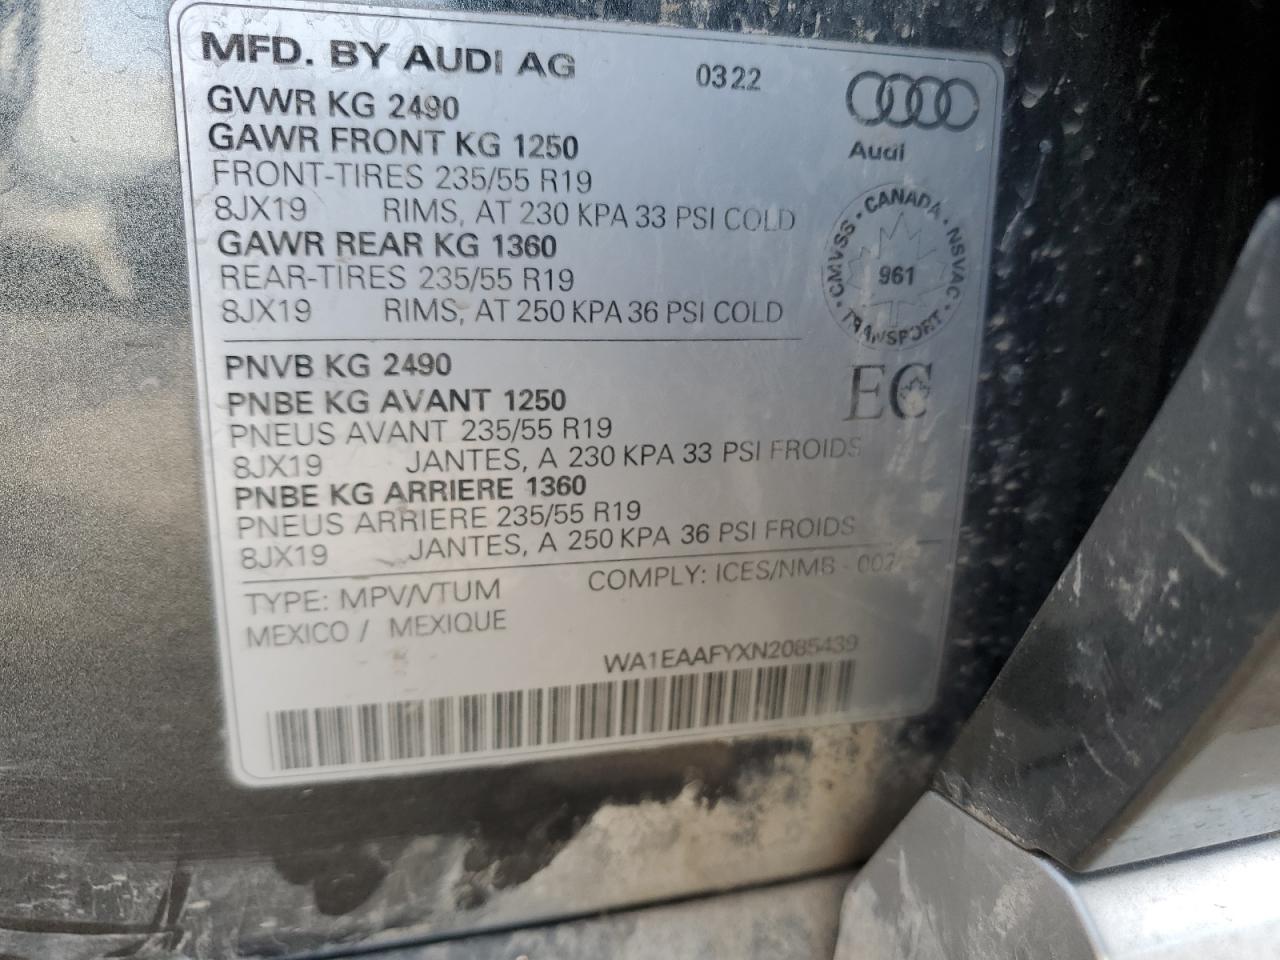 MFD. BY AUDI AG 0322
GVWR KG 2490
GAWR FRONT KG 1250
FRONT-TIRES 235/55 R19
8JX19 RIMS, AT 230 KPA 33 PSI COLD
GAWR REAR KG 1360
REAR-TIRES 235/55 R19
8JX19 RIMS, AT 250 KPA 36 PSI COLD
Audi
CMVSS · CANADA · NSVAC · TRANSPORT ·
961
EC
PNVB KG 2490
PNBE KG AVANT 1250
PNEUS AVANT 235/55 R19
8JX19 JANTES, A 230 KPA 33 PSI FROIDS
PNBE KG ARRIERE 1360
PNEUS ARRIERE 235/55 R19
8JX19 JANTES, A 250 KPA 36 PSI FROIDS
TYPE: MPV/VTUM COMPLY: ICES/NMB -
MEXICO / MEXIQUE
WA1EAAFYXN2085439